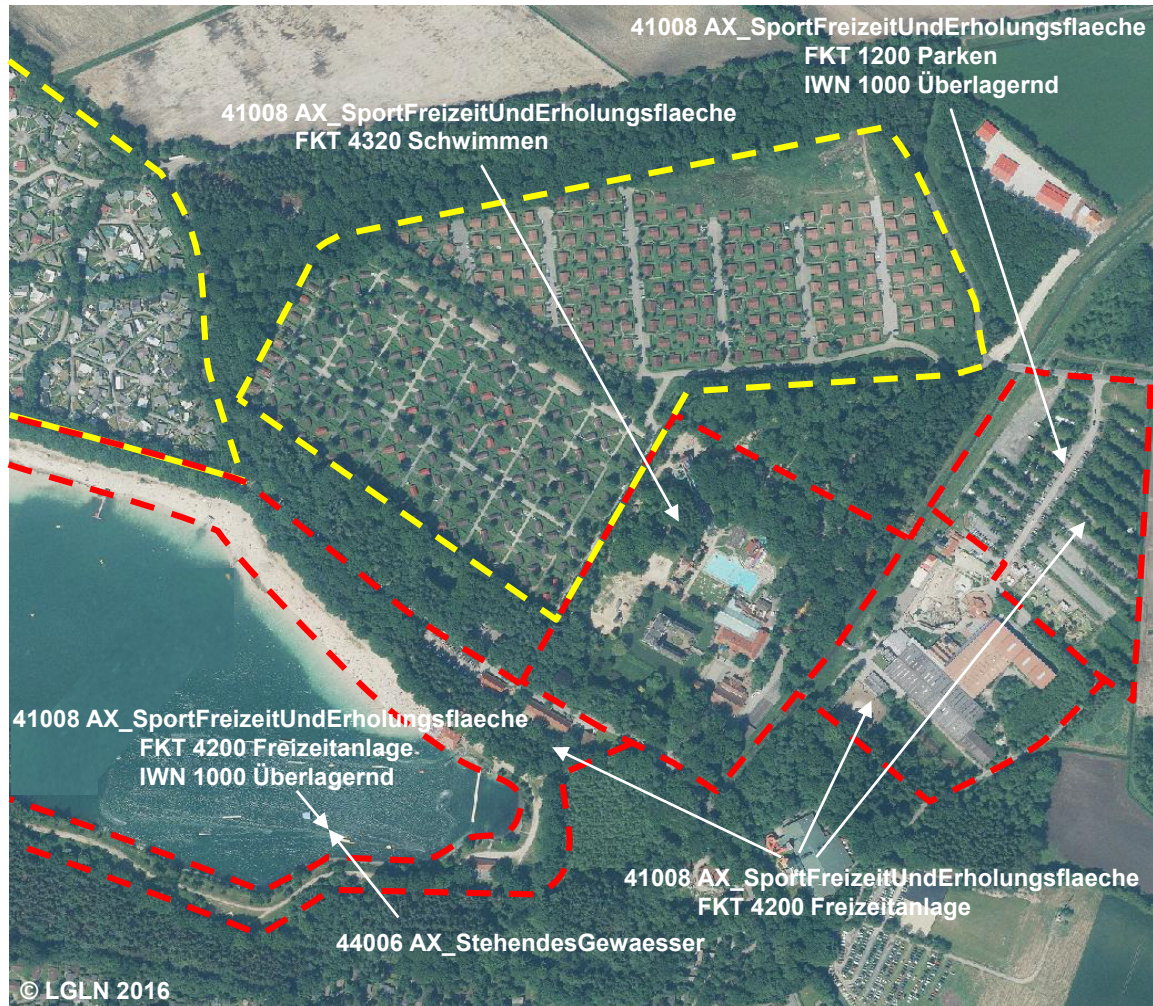 41008 AX_SportFreizeitUndErholungsflaeche
FKT 1200 Parken
IWN 1000 Überlagernd
41008 AX_SportFreizeitUndErholungsflaeche
FKT 4320 Schwimmen
41008 AX_SportFreizeitUndErholungsflaeche
FKT 4200 Freizeitanlage
IWN 1000 Überlagernd
41008 AX_SportFreizeitUndErholungsflaeche
FKT 4200 Freizeitanlage
44006 AX_StehendesGewaesser
© LGLN 2016